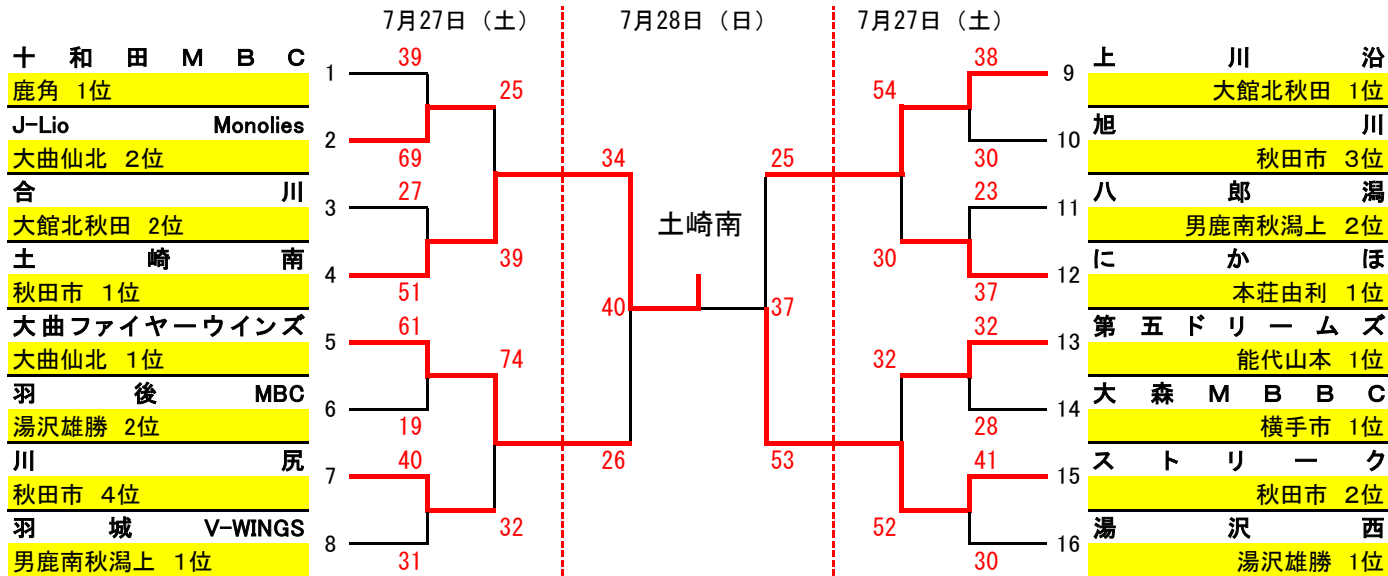 7月27日（土）
7月28日（日）
7月27日（土）
十和田MBC
鹿角 1位
1
39
25
J-Lio Monolies
大曲仙北 2位
2
69
合川
大館北秋田 2位
3
27
土崎南
秋田市 1位
4
51
39
34
大曲ファイヤーウインズ
大曲仙北 1位
5
61
74
羽後MBC
湯沢雄勝 2位
6
19
川尻
秋田市 4位
7
40
羽城V-WINGS
男鹿南秋潟上 1位
8
31
32
26
土崎南
40
37
上川沿
大館北秋田 1位
9
38
54
旭川
秋田市 3位
10
30
25
八郎潟
男鹿南秋潟上 2位
11
23
にかほ
本荘由利 1位
12
37
30
第五ドリームズ
能代山本 1位
13
32
32
大森MBBC
横手市 1位
14
28
53
ストリーク
秋田市 2位
15
41
52
湯沢西
湯沢雄勝 1位
16
30